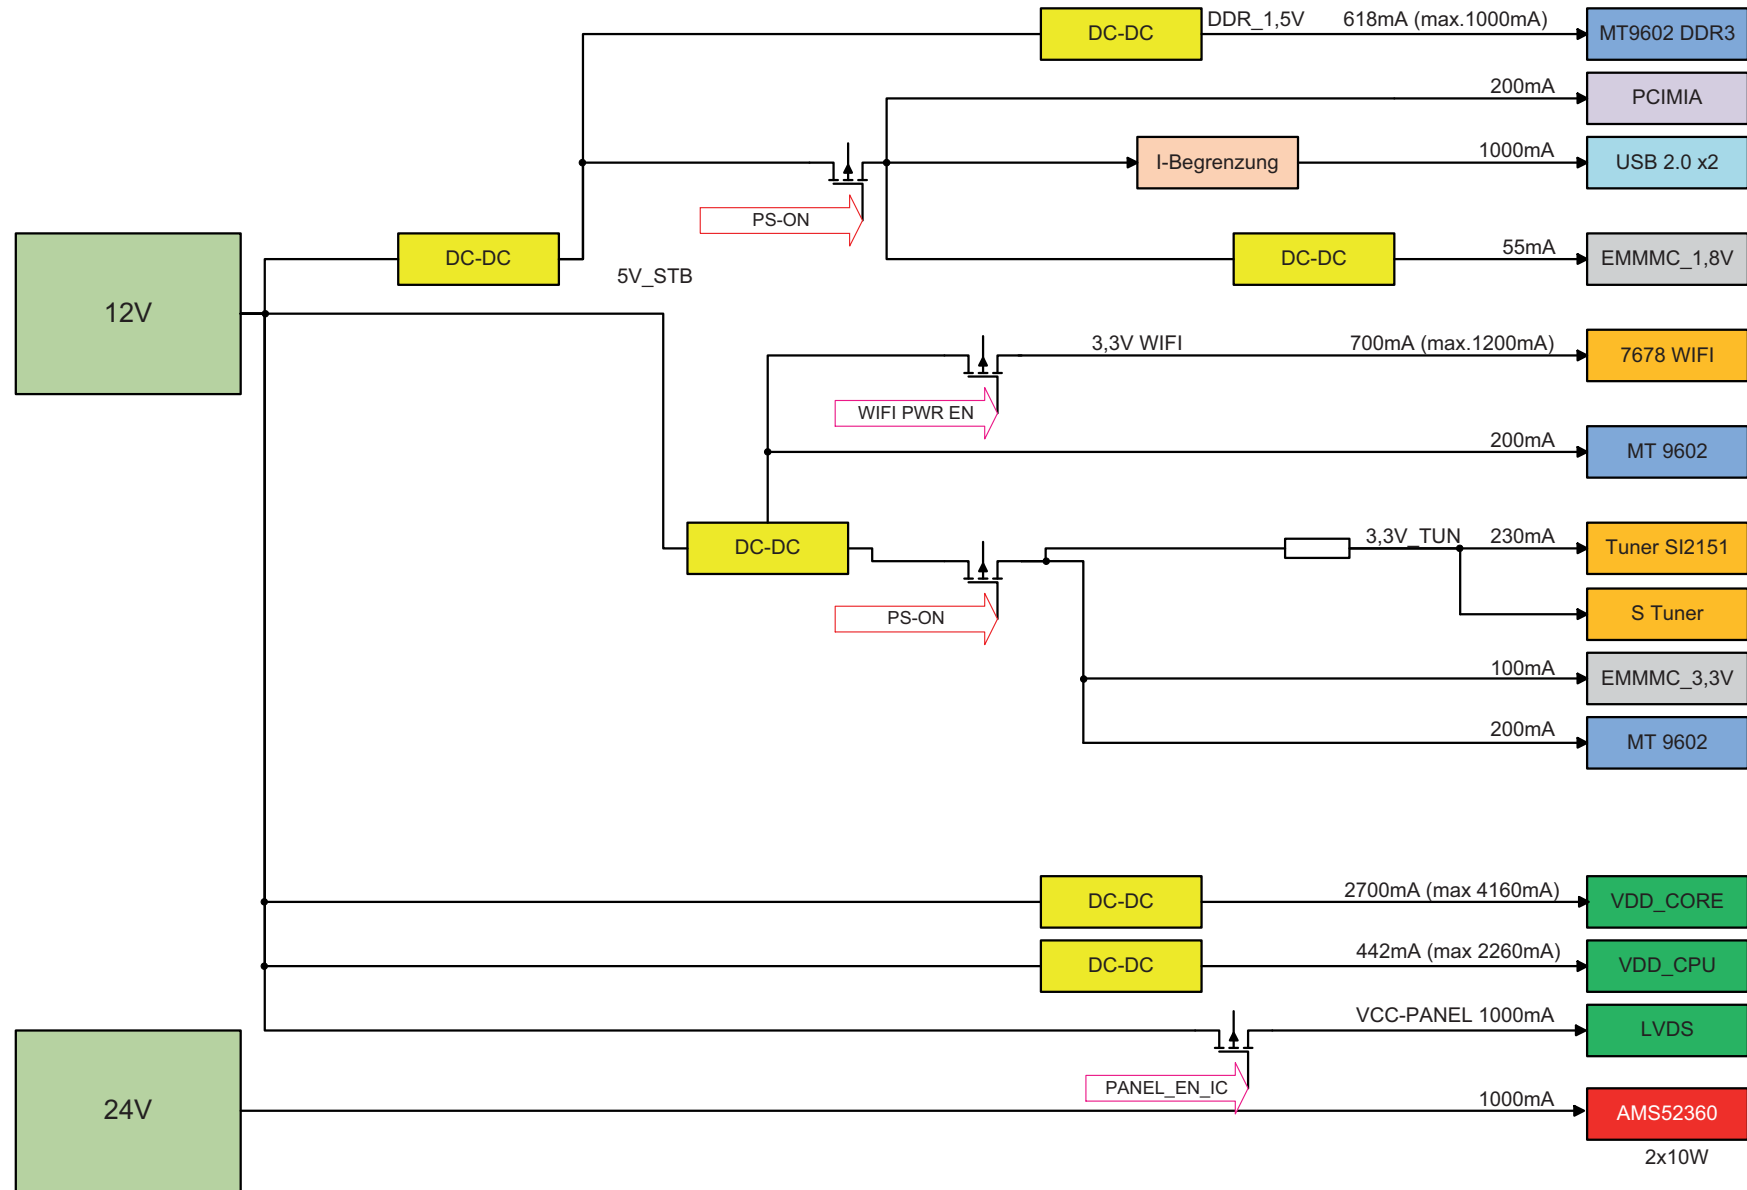 DC-DC
DDR_1,5V
618mA (max.1000mA)
MT9602 DDR3
200mA
PCIMIA
I-Begrenzung
1000mA
USB 2.0 x2
PS-ON
12V
DC-DC
5V_STB
DC-DC
55mA
EMMMC_1,8V
3,3V WIFI
700mA (max.1200mA)
7678 WIFI
WIFI PWR EN
200mA
MT 9602
DC-DC
3,3V_TUN
230mA
Tuner SI2151
PS-ON
S Tuner
100mA
EMMMC_3,3V
200mA
MT 9602
DC-DC
2700mA (max 4160mA)
VDD_CORE
DC-DC
442mA (max 2260mA)
VDD_CPU
VCC-PANEL 1000mA
LVDS
PANEL_EN_IC
24V
1000mA
AMS52360
2x10W